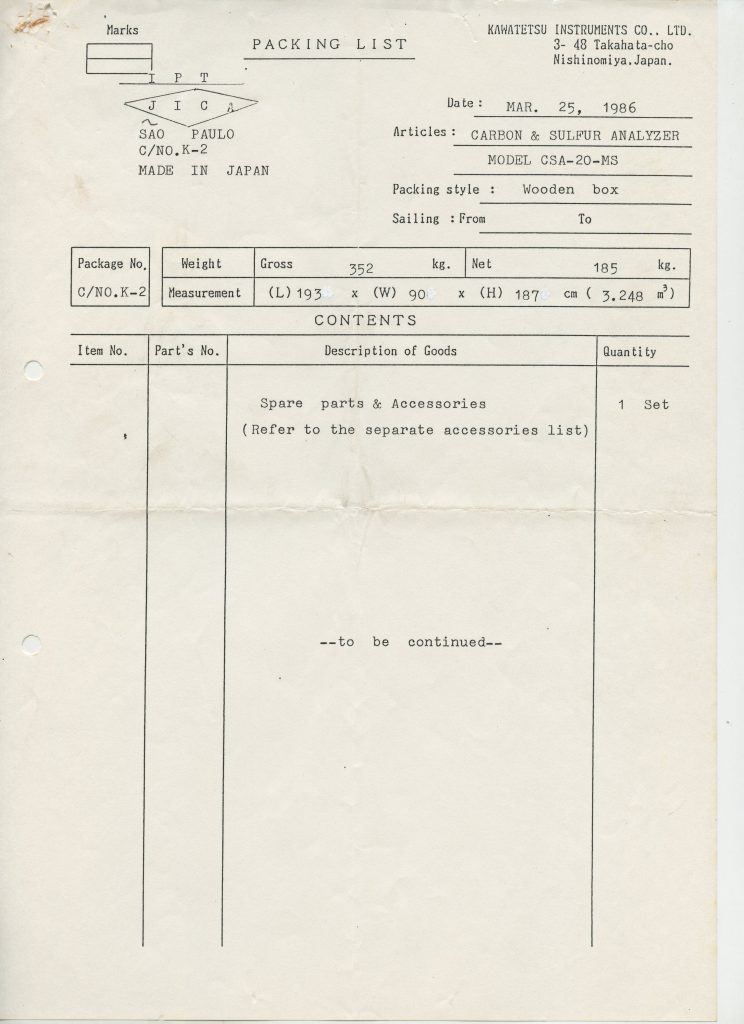 Marks
PACKING LIST
KAWATETSU INSTRUMENTS CO., LTD.
3- 48 Takahata-cho
Nishinomiya.Japan.
I P T
J I C A
SÃO PAULO
C/NO.K-2
MADE IN JAPAN
Date: MAR. 25, 1986
Articles: CARBON & SULFUR ANALYZER
MODEL CSA-20-MS
Packing style : Wooden box
Sailing :From To
Package No. Weight Gross 352 kg. Net 185 kg.
C/NO.K-2 Measurement (L) 193 x (W) 90 x (H) 187 cm ( 3.248 m³)
CONTENTS
Item No. Part's No. Description of Goods Quantity
Spare parts & Accessories 1 Set
(Refer to the separate accessories list)
--to be continued--